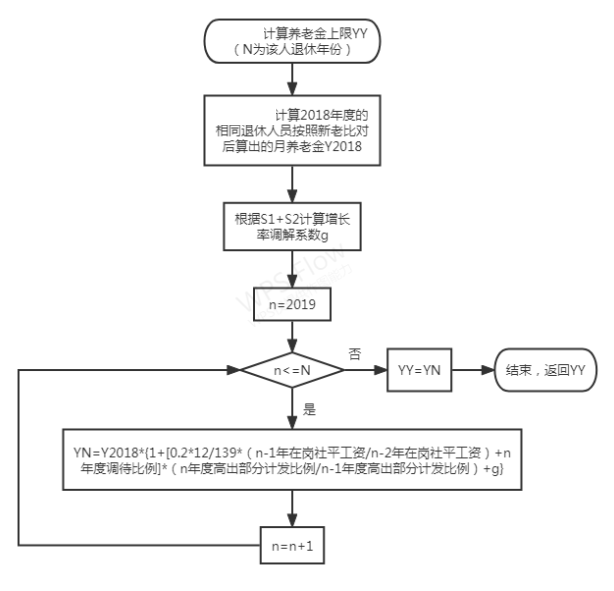 计算养老金上限YY
（N为该人退休年份）
计算2018年度的
相同退休人员按照新老比对
后算出的月养老金Y2018
根据S1+S2计算增长
率调解系数g
WPS Flow
n=2019
n<=N
否
YY=YN
结束，返回YY
是
YN=Y2018*{1+[0.2*12/139*（n-1年在岗社平工资/n-2年在岗社平工资）+n
年度调待比例]*（n年度高出部分计发比例/n-1年度高出部分计发比例）+g}
n=n+1